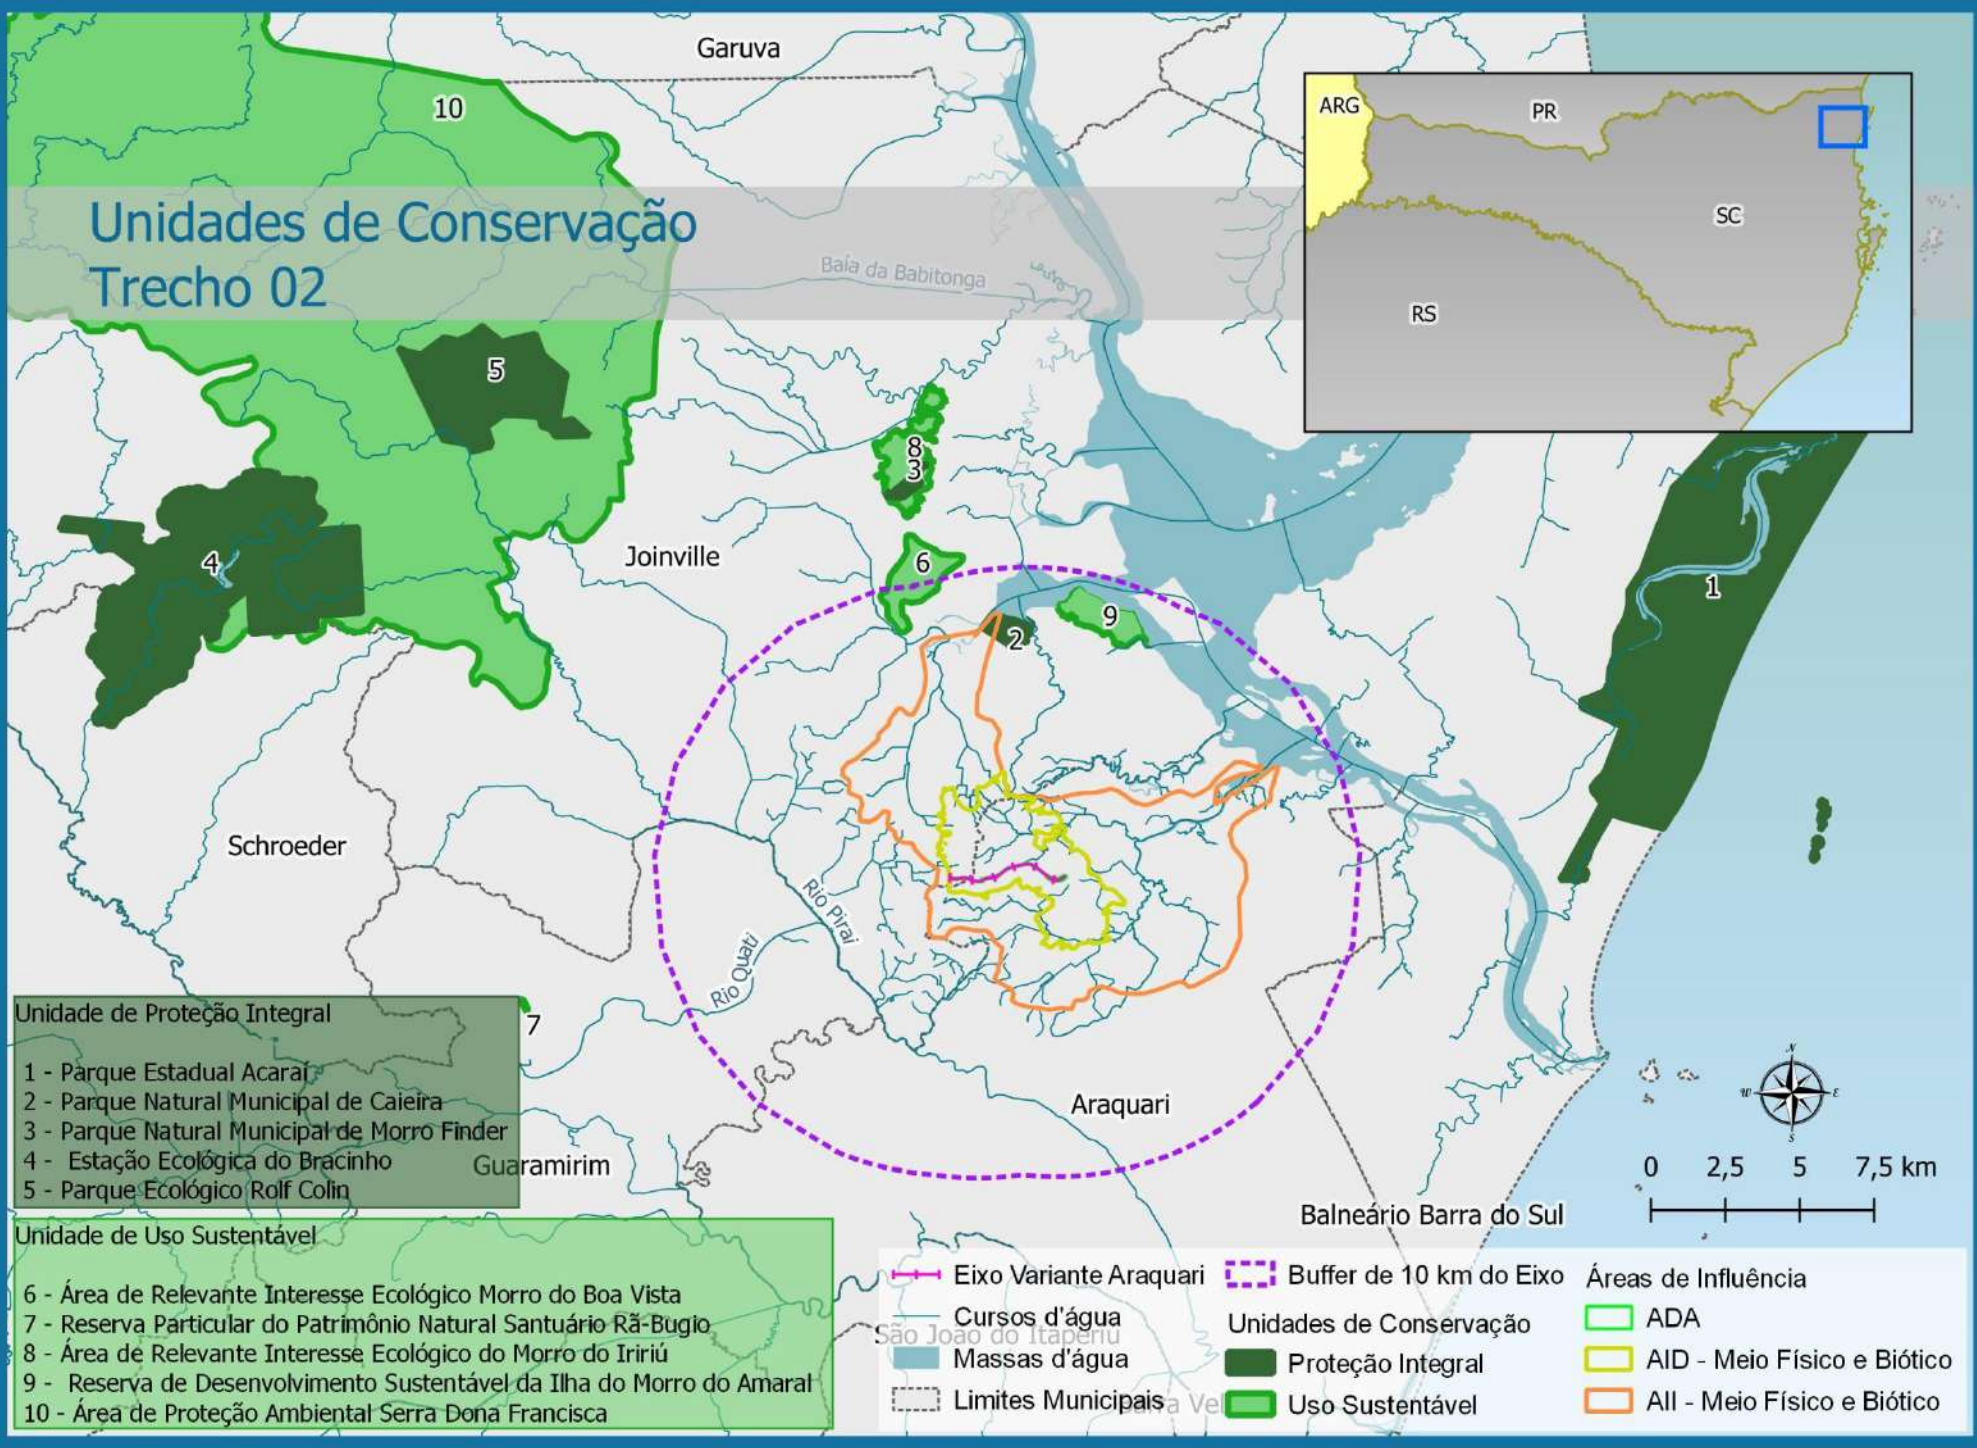 Garuva
10
ARG
PR
SC
RS
Unidades de Conservação
Trecho 02
Baía da Babitonga
5
8
3
4
Joinville
6
1
9
2
Schroeder
Rio Piraí
Rio Quati
7
Araquari
Guaramirim
Balneário Barra do Sul
N
W
E
S
0 2,5 5 7,5 km
Unidade de Proteção Integral
1 - Parque Estadual Acaraí
2 - Parque Natural Municipal de Caieira
3 - Parque Natural Municipal de Morro Finder
4 - Estação Ecológica do Bracinho
5 - Parque Ecológico Rolf Colin
Unidade de Uso Sustentável
6 - Área de Relevante Interesse Ecológico Morro do Boa Vista
7 - Reserva Particular do Patrimônio Natural Santuário Rã-Bugio
8 - Área de Relevante Interesse Ecológico do Morro do Iririú
9 - Reserva de Desenvolvimento Sustentável da Ilha do Morro do Amaral
10 - Área de Proteção Ambiental Serra Dona Francisca
Eixo Variante Araquari
Cursos d'água
São João do Itaperiú
Massas d'água
Limites Municipais
Buffer de 10 km do Eixo
Unidades de Conservação
Proteção Integral
Uso Sustentável
Áreas de Influência
ADA
AID - Meio Físico e Biótico
AII - Meio Físico e Biótico